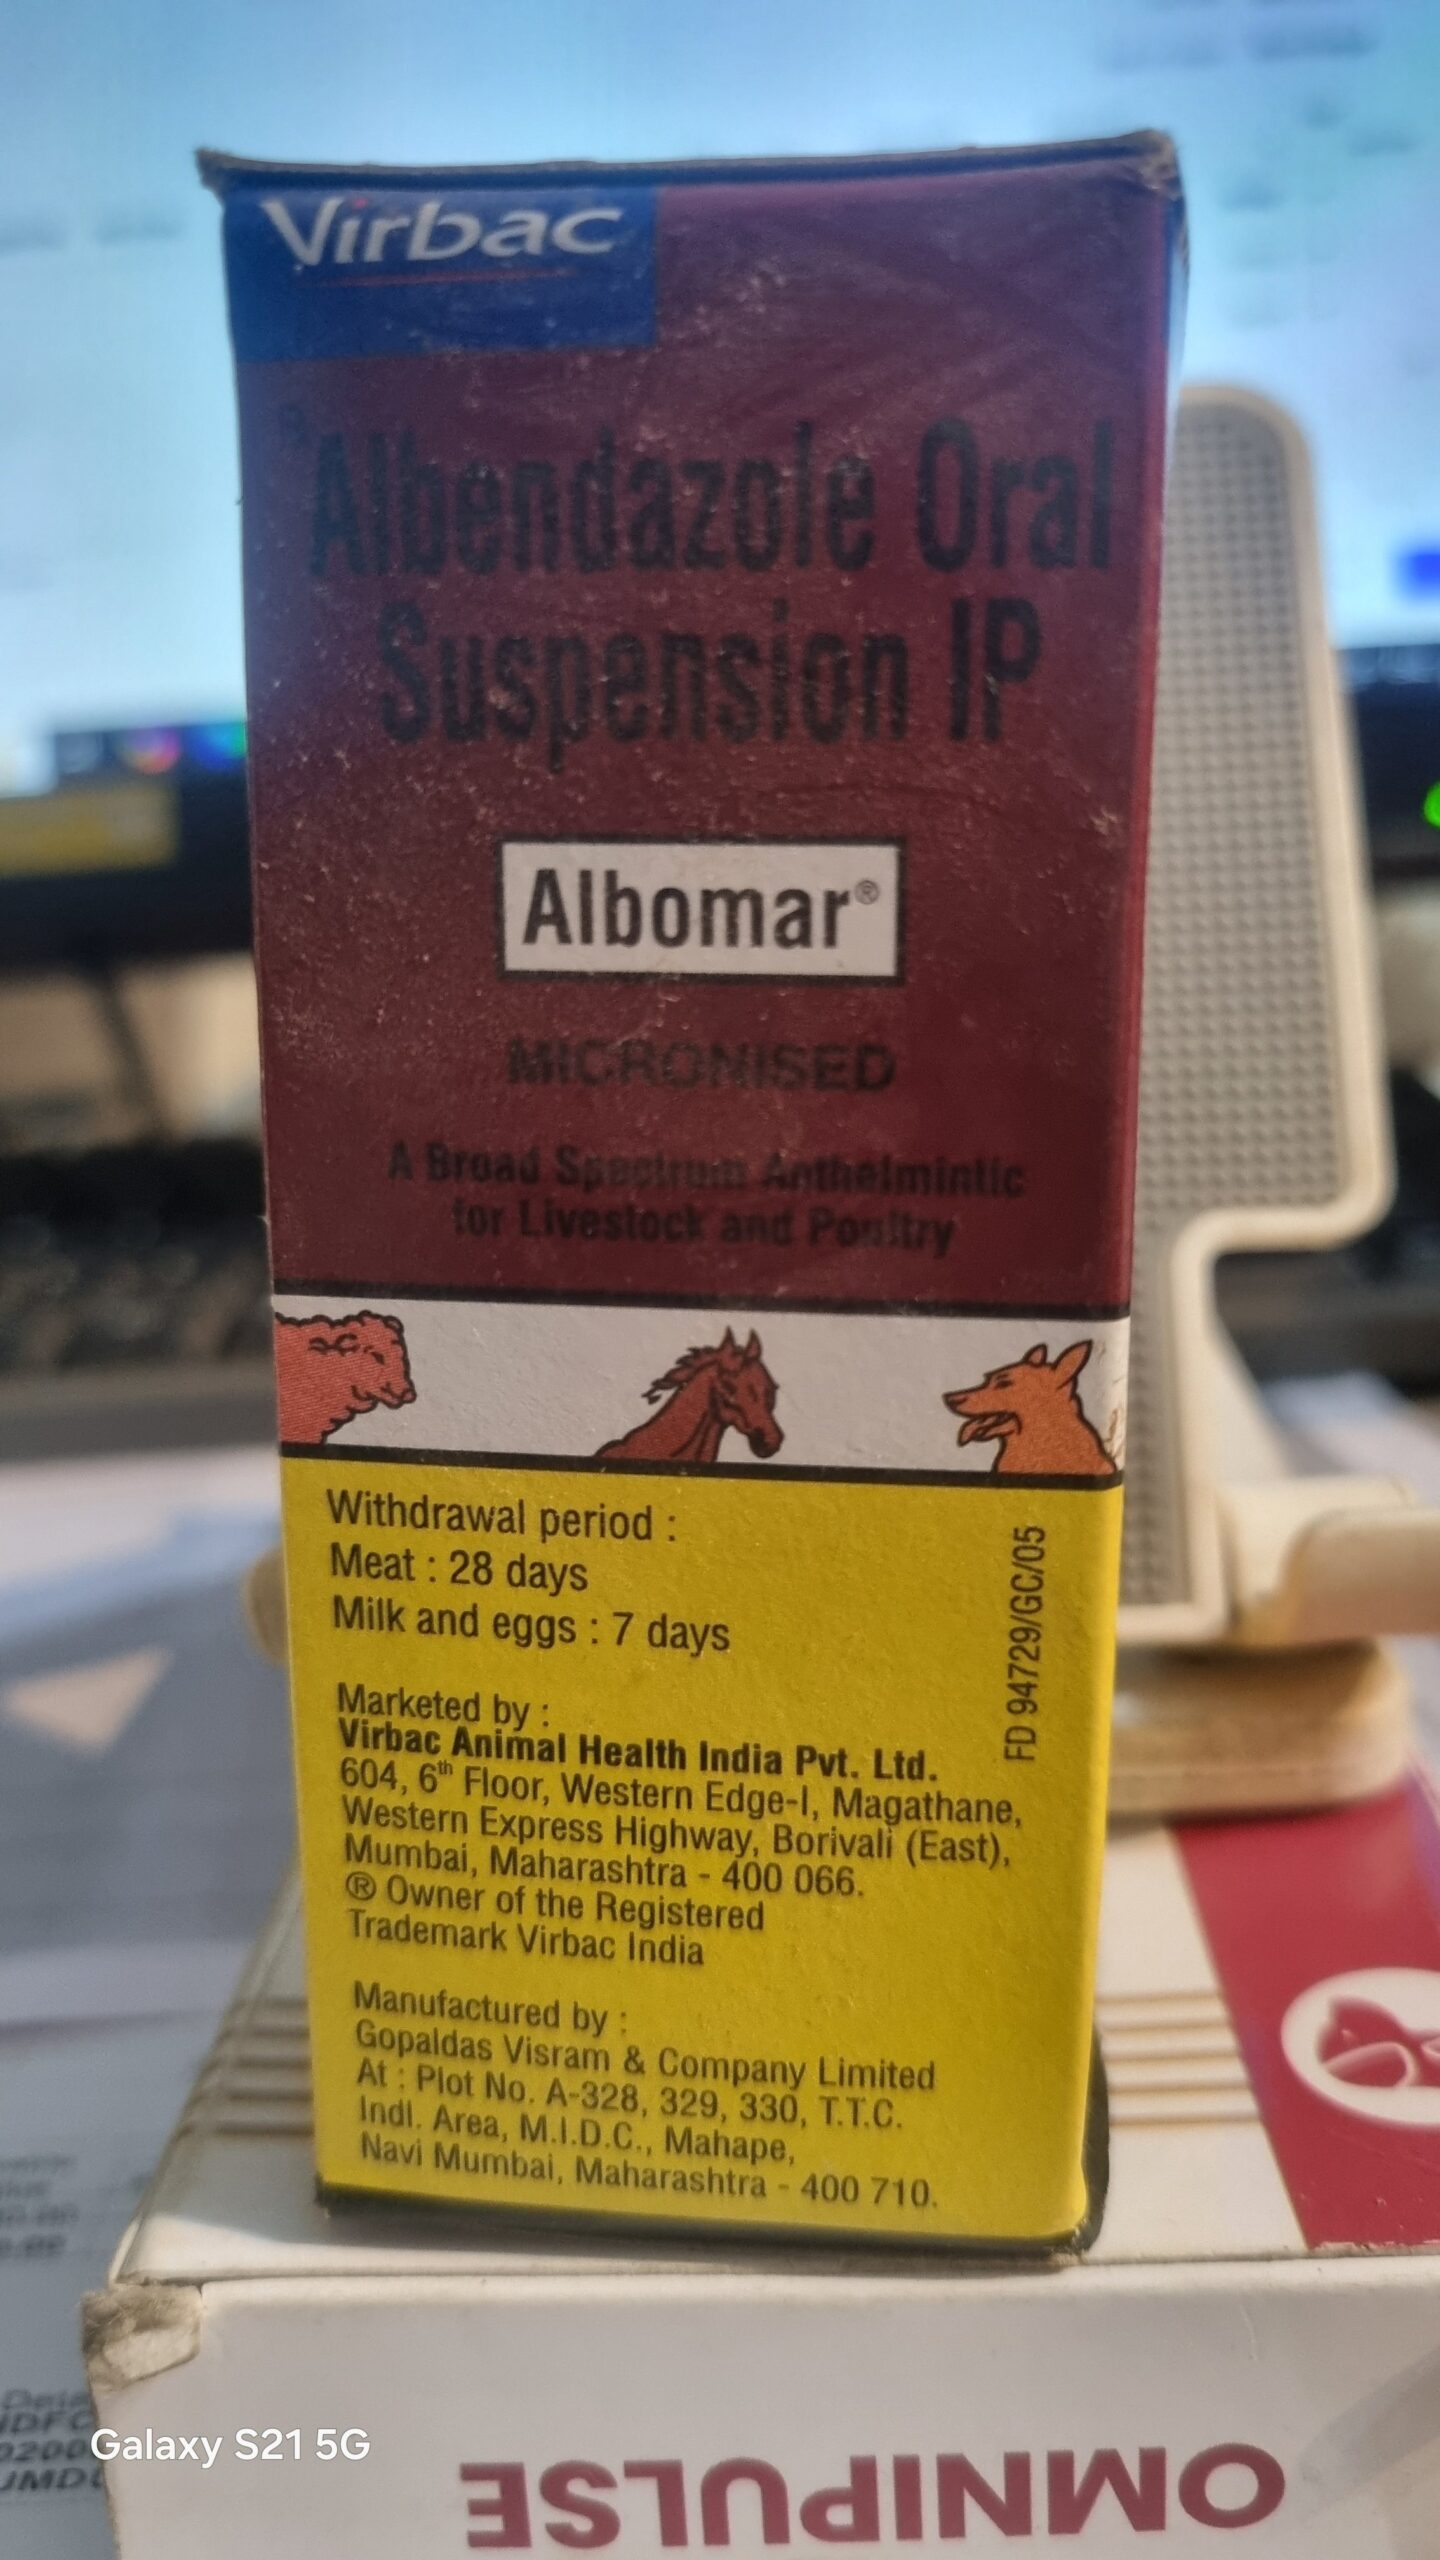 Virbac
Albendazole Oral
Suspension IP
Albomar®
MICRONISED
A Broad Spectrum Anthelmintic
for Livestock and Poultry
Withdrawal period :
Meat : 28 days
Milk and eggs : 7 days
FD 94729/GC/05
Marketed by :
Virbac Animal Health India Pvt. Ltd.
604, 6th Floor, Western Edge-I, Magathane,
Western Express Highway, Borivali (East),
Mumbai, Maharashtra - 400 066.
® Owner of the Registered
Trademark Virbac India
Manufactured by :
Gopaldas Visram & Company Limited
At : Plot No. A-328, 329, 330, T.T.C.
Indl. Area, M.I.D.C., Mahape,
Navi Mumbai, Maharashtra - 400 710.
Galaxy S21 5G
OMNIPULSE